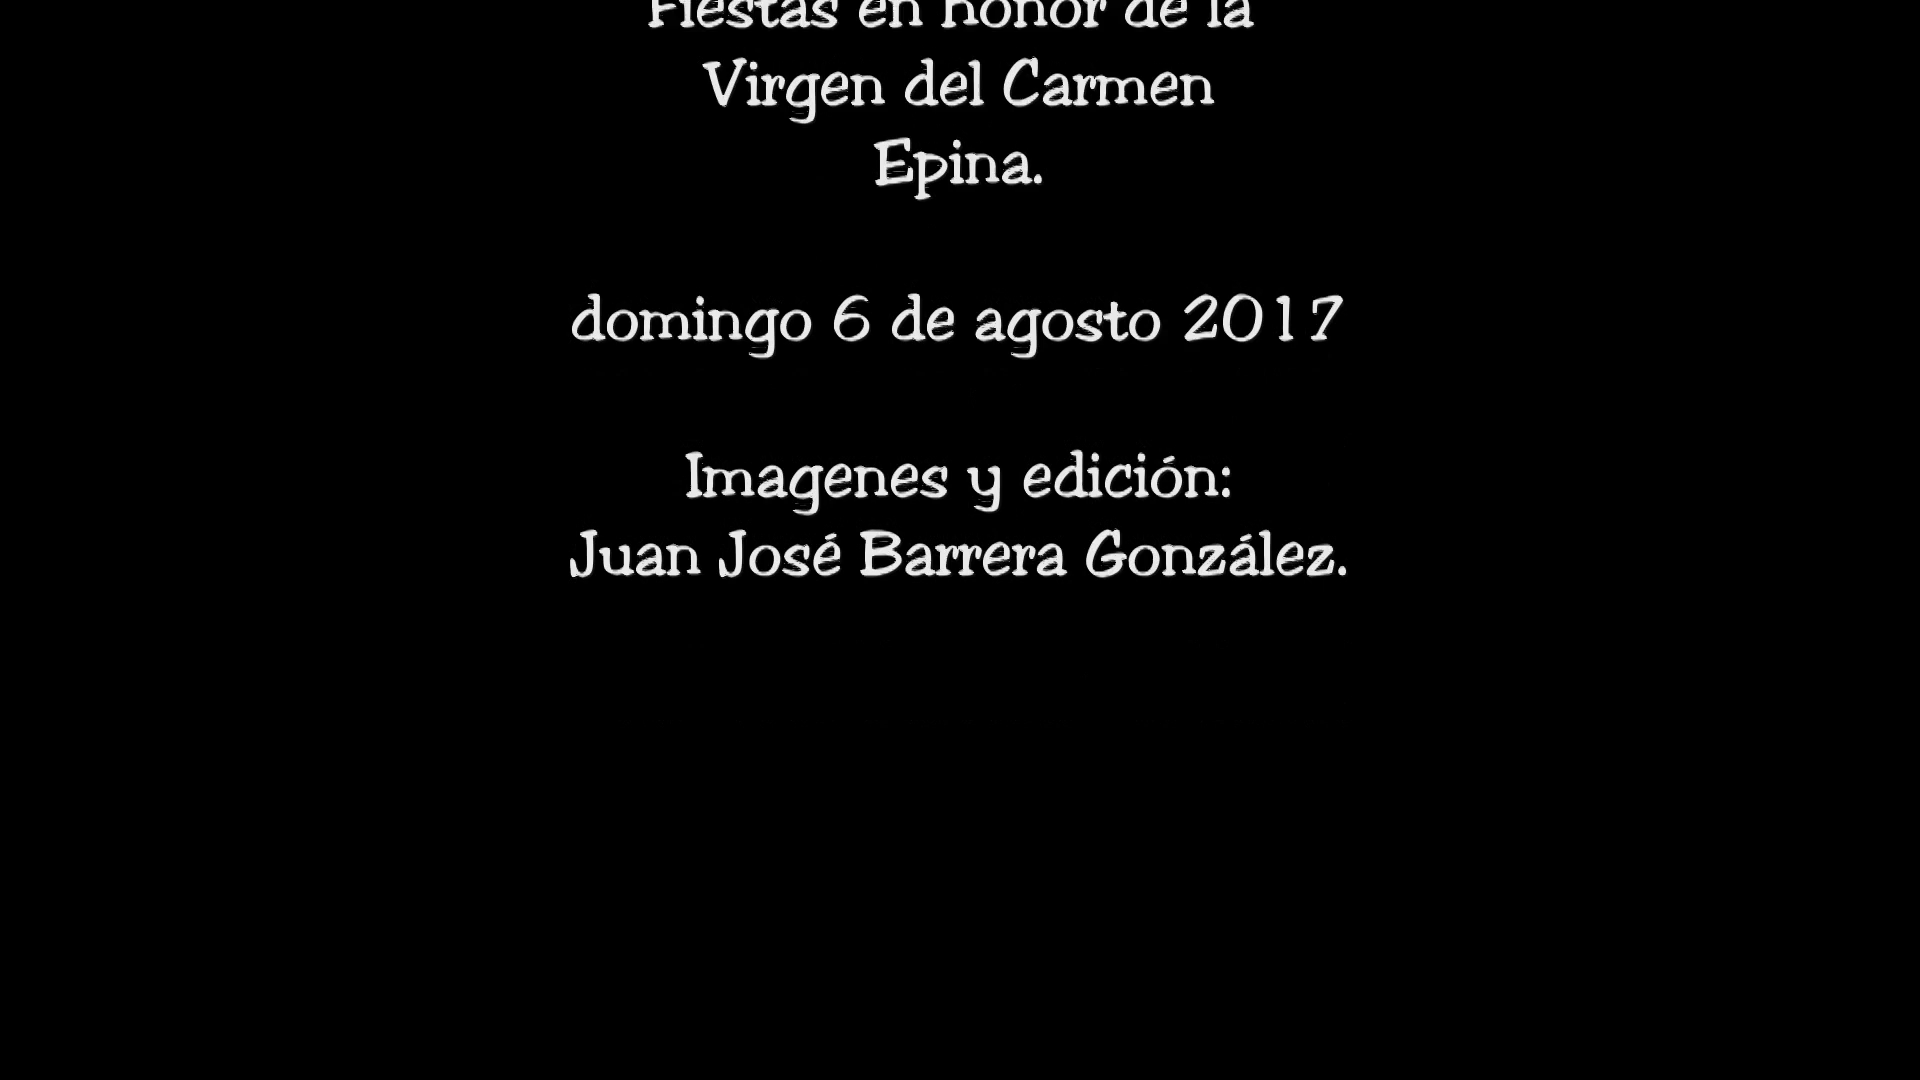 Fiestas en honor de la
Virgen del Carmen
Epina.
domingo 6 de agosto 2017
Imagenes y edición:
Juan José Barrera González.